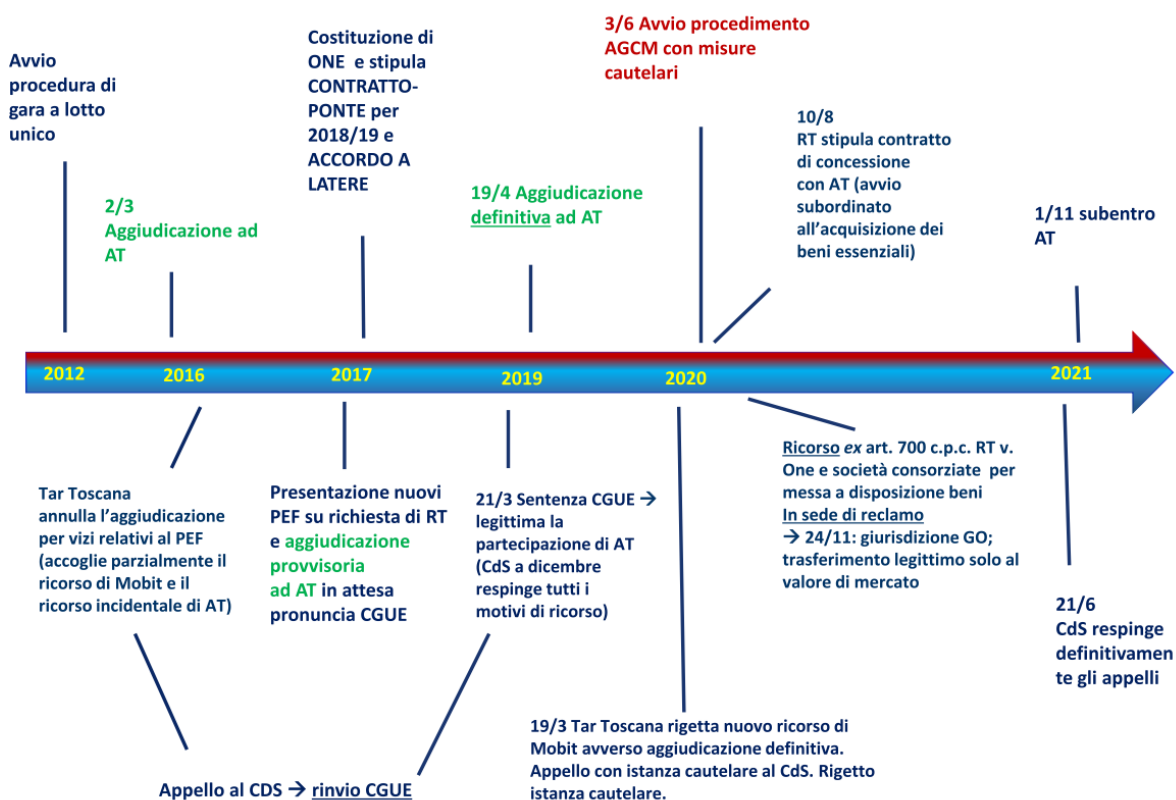 Avvio
procedura di
gara a lotto
unico
2/3
Aggiudicazione ad
AT
Costituzione di
ONE e stipula
CONTRATTO-
PONTE per
2018/19 e
ACCORDO A
LATERE
19/4 Aggiudicazione
definitiva ad AT
3/6 Avvio procedimento
AGCM con misure
cautelari
10/8
RT stipula contratto
di concessione
con AT (avvio
subordinato
all’acquisizione dei
beni essenziali)
1/11 subentro
AT
2012
2016
2017
2019
2020
2021
Tar Toscana
annulla l’aggiudicazione
per vizi relativi al PEF
(accoglie parzialmente il
ricorso di Mobit e il
ricorso incidentale di AT)
Presentazione nuovi
PEF su richiesta di RT
e aggiudicazione
provvisoria
ad AT in attesa
pronuncia CGUE
21/3 Sentenza CGUE →
legittima la
partecipazione di AT
(CdS a dicembre
respinge tutti i
motivi di ricorso)
Ricorso ex art. 700 c.p.c. RT v.
One e società consorziate per
messa a disposizione beni
In sede di reclamo
→ 24/11: giurisdizione GO;
trasferimento legittimo solo al
valore di mercato
21/6
CdS respinge
definitivamen
te gli appelli
19/3 Tar Toscana rigetta nuovo ricorso di
Mobit avverso aggiudicazione definitiva.
Appello con istanza cautelare al CdS. Rigetto
istanza cautelare.
Appello al CDS → rinvio CGUE